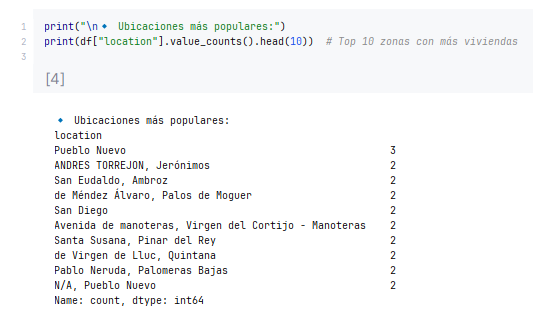 1 print("\n🔹 Ubicaciones más populares:")
2 print(df["location"].value_counts().head(10))  # Top 10 zonas con más viviendas
3
[4]
🔹 Ubicaciones más populares:
location
Pueblo Nuevo 3
ANDRES TORREJON, Jerónimos 2
San Eudaldo, Ambroz 2
de Méndez Álvaro, Palos de Moguer 2
San Diego 2
Avenida de manoteras, Virgen del Cortijo - Manoteras 2
Santa Susana, Pinar del Rey 2
de Virgen de Lluc, Quintana 2
Pablo Neruda, Palomeras Bajas 2
N/A, Pueblo Nuevo 2
Name: count, dtype: int64